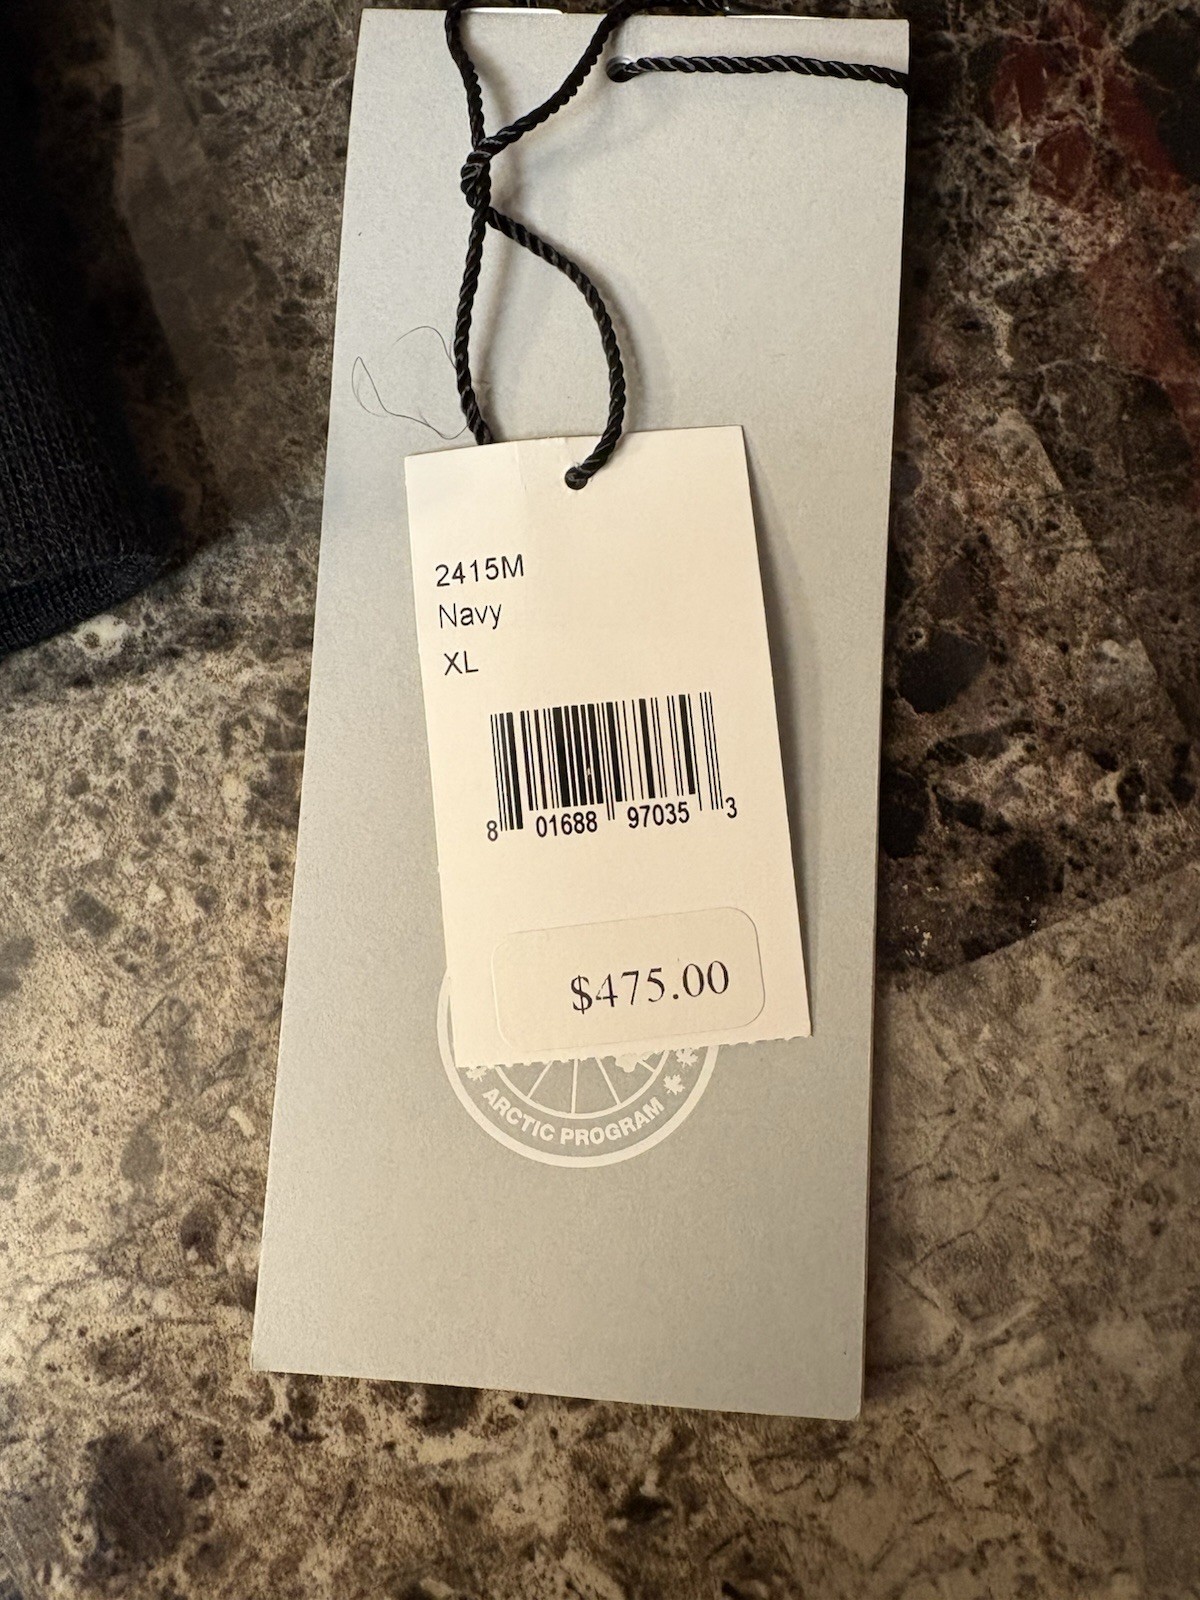 2415M
Navy
XL
8 01688 97035 3
$475.00
ARCTIC PROGRAM